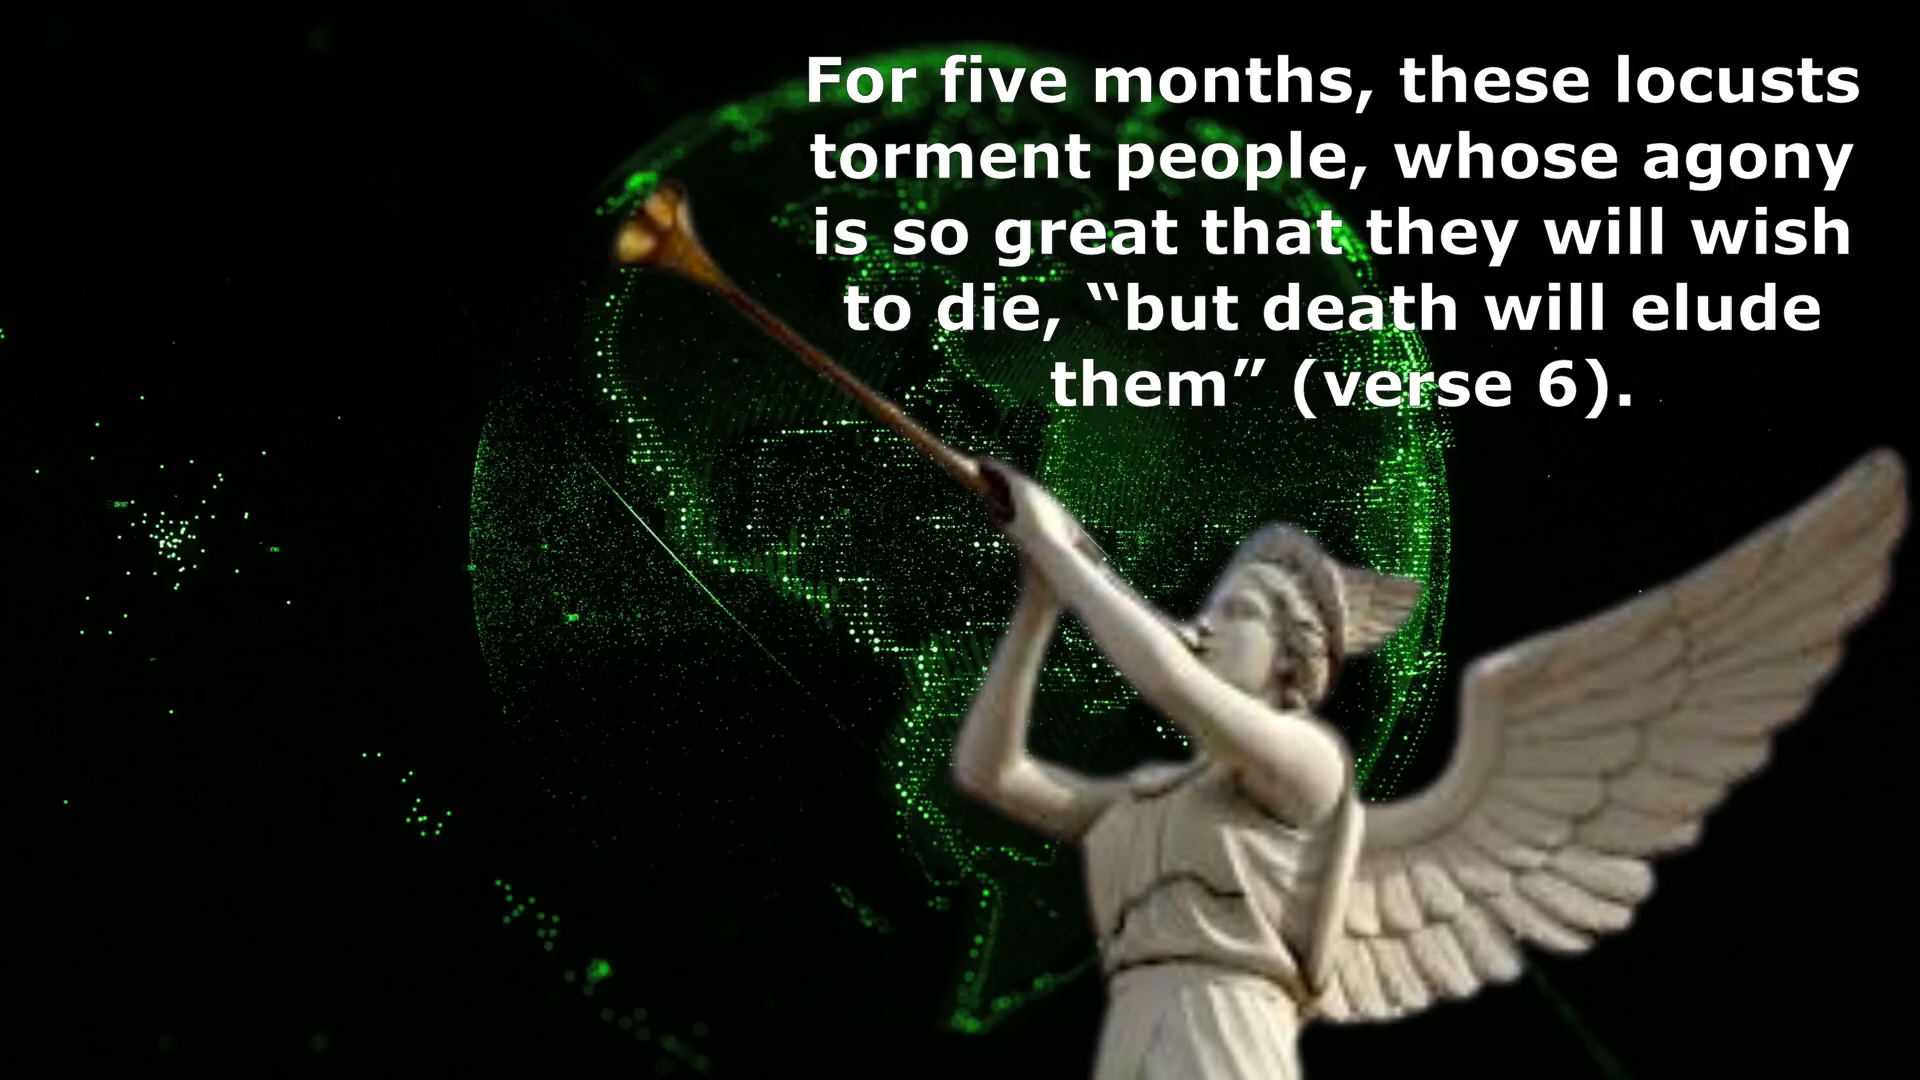 For five months, these locusts
torment people, whose agony
is so great that they will wish
to die, “but death will elude
them” (verse 6).